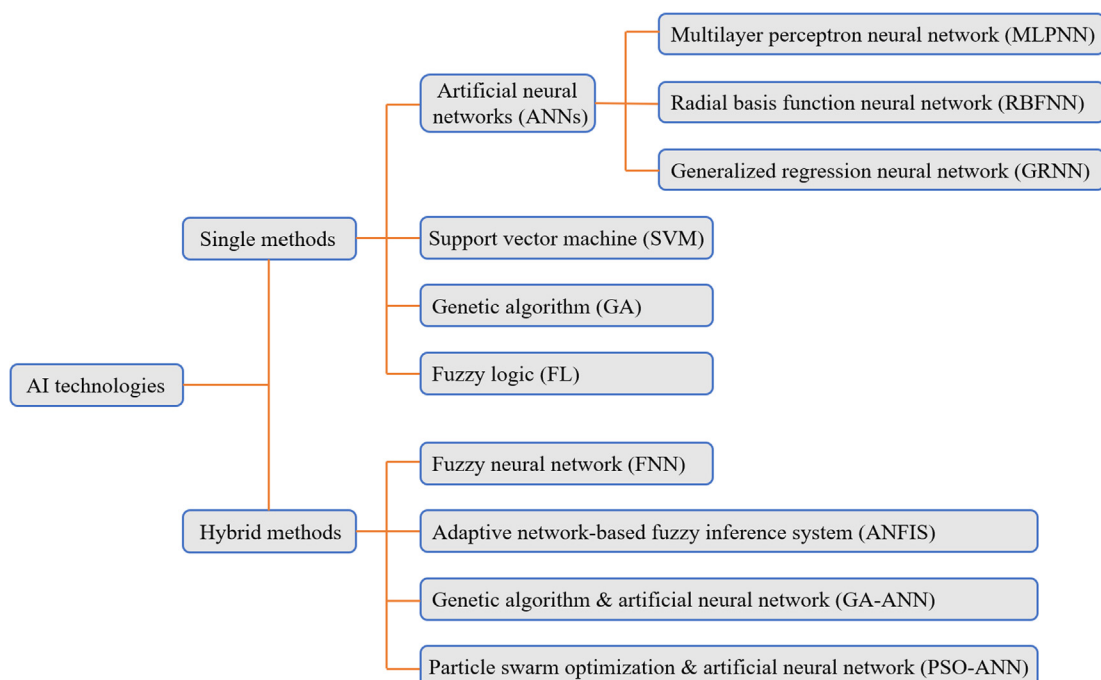 Multilayer perceptron neural network (MLPNN)
Artificial neural
networks (ANNs)
Radial basis function neural network (RBFNN)
Generalized regression neural network (GRNN)
Single methods
Support vector machine (SVM)
Genetic algorithm (GA)
Fuzzy logic (FL)
AI technologies
Fuzzy neural network (FNN)
Hybrid methods
Adaptive network-based fuzzy inference system (ANFIS)
Genetic algorithm & artificial neural network (GA-ANN)
Particle swarm optimization & artificial neural network (PSO-ANN)